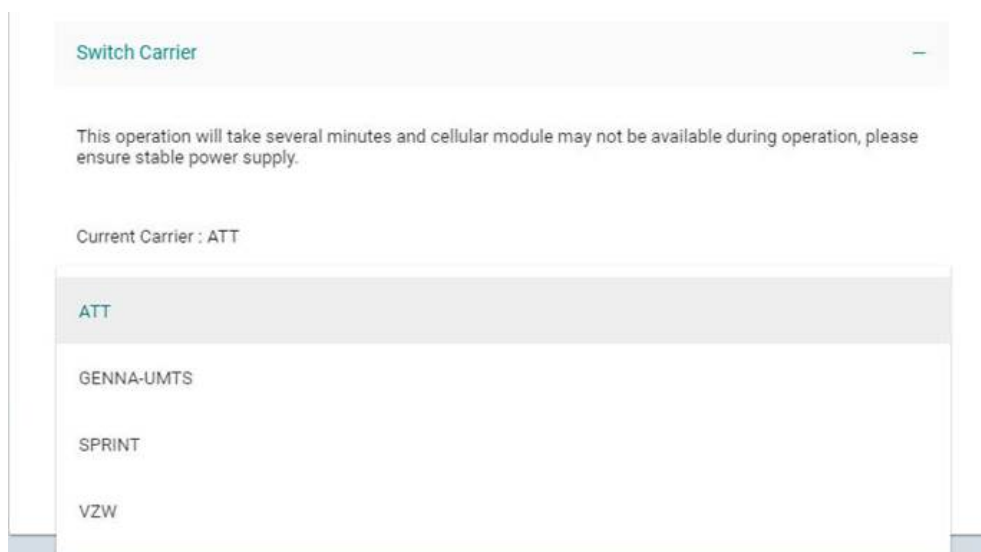 Switch Carrier
This operation will take several minutes and cellular module may not be available during operation, please
ensure stable power supply.
Current Carrier : ATT
ATT
GENNA-UMTS
SPRINT
VZW